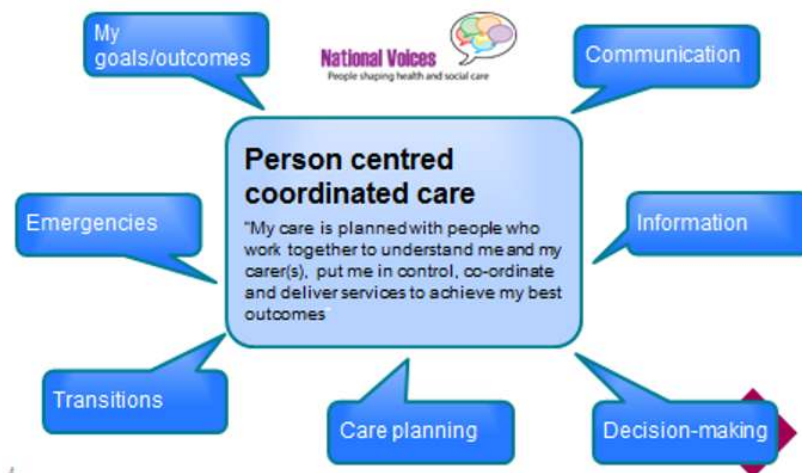 My
goals/outcomes
National Voices
People shaping health and social care
Communication
Person centred
coordinated care
"My care is planned with people who
work together to understand me and my
carer(s), put me in control, co-ordinate
and deliver services to achieve my best
outcomes"
Emergencies
Information
Transitions
Care planning
Decision-making